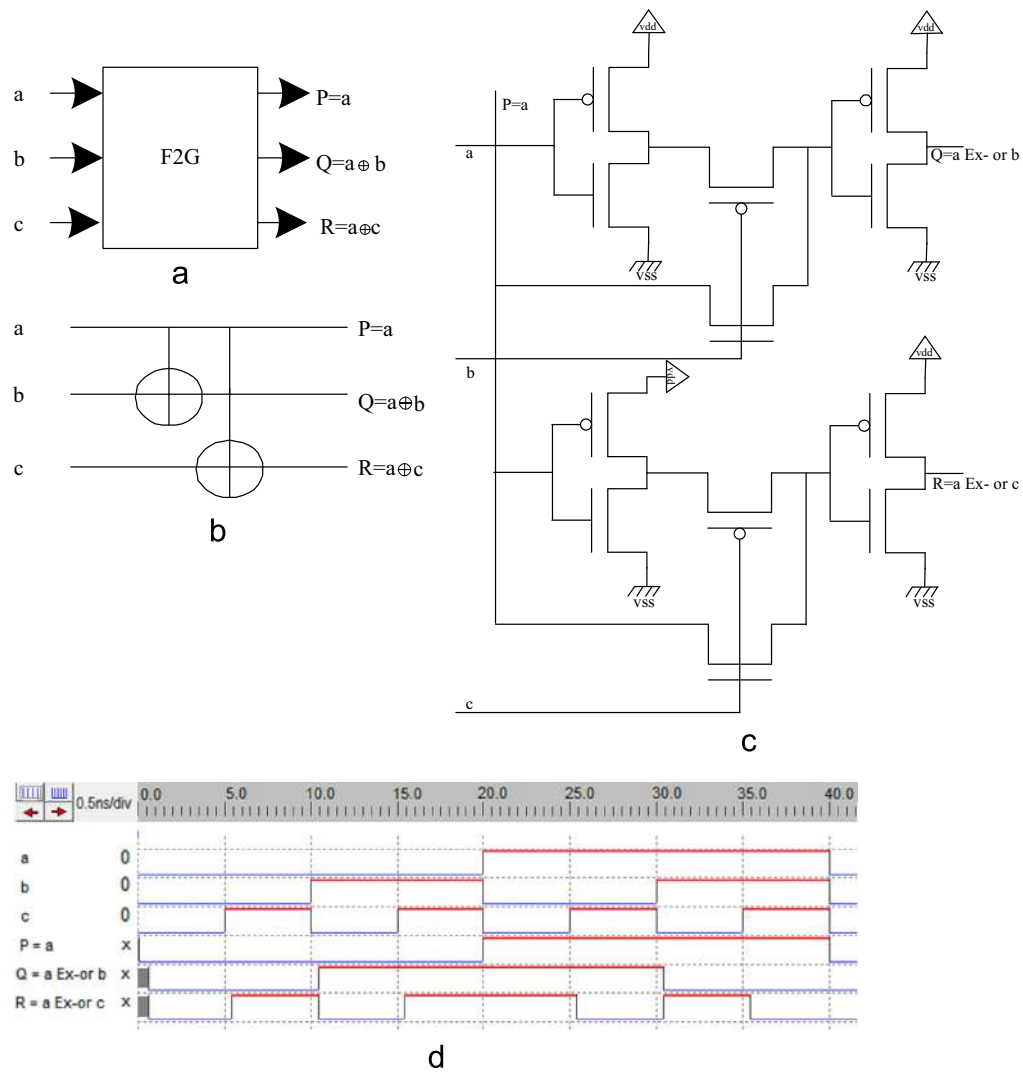 a
b
c
F2G
P=a
Q=a⊕b
R=a⊕c
a
a
b
c
P=a
Q=a⊕b
R=a⊕c
b
vdd
vdd
P=a
a
Q=a Ex- or b
vss
vss
b
vdd
vdd
R=a Ex- or c
vss
vss
c
c
0.5ns/div
0.0 5.0 10.0 15.0 20.0 25.0 30.0 35.0 40.0
a 0
b 0
c 0
P = a x
Q = a Ex-or b x
R = a Ex-or c x
d